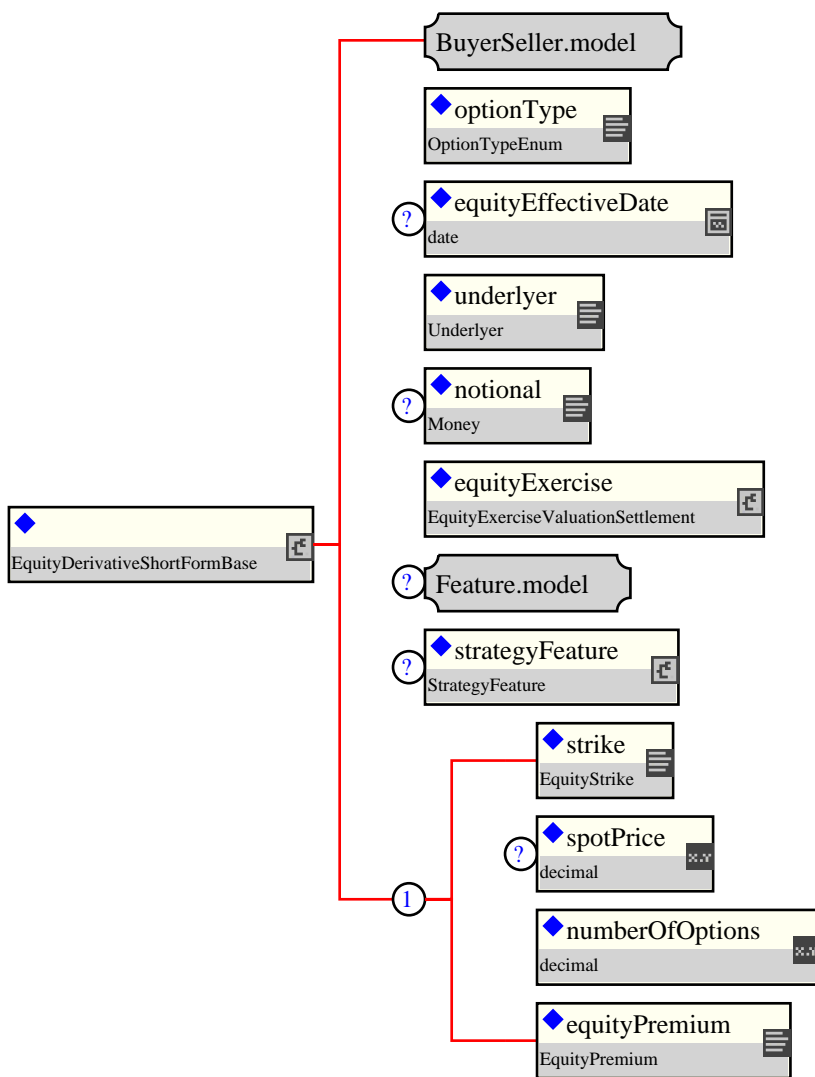 BuyerSeller.model
optionType
OptionTypeEnum
? equityEffectiveDate
date
underlyer
Underlyer
? notional
Money
equityExercise
EquityExerciseValuationSettlement
EquityDerivativeShortFormBase
? Feature.model
? strategyFeature
StrategyFeature
strike
EquityStrike
? spotPrice
decimal
x.y
1
numberOfOptions
decimal
x.y
equityPremium
EquityPremium